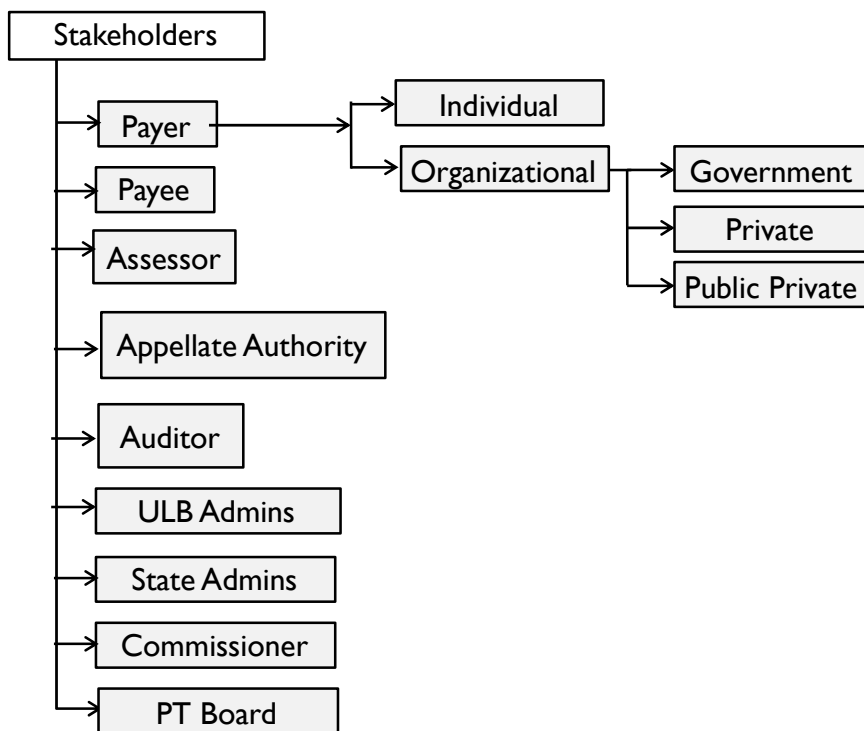 Stakeholders
Payer
Individual
Organizational
Government
Private
Public Private
Payee
Assessor
Appellate Authority
Auditor
ULB Admins
State Admins
Commissioner
PT Board